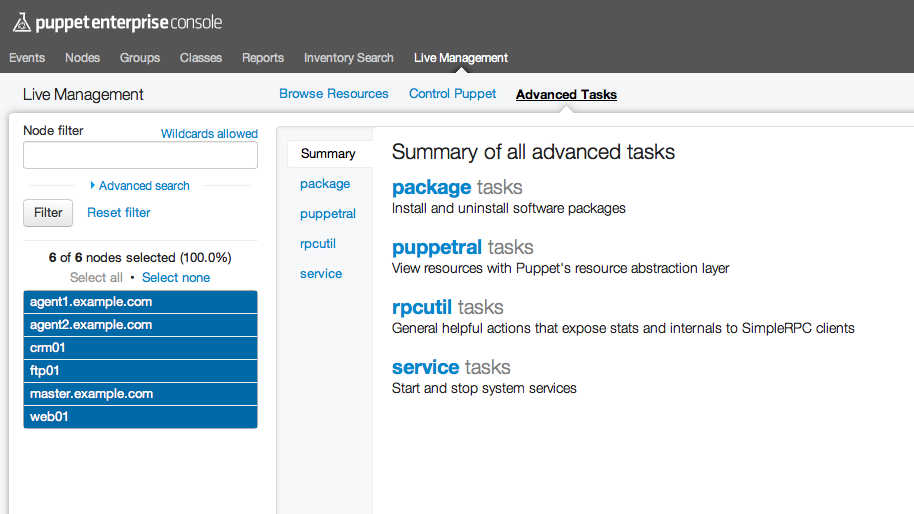 puppet enterprise console
Events Nodes Groups Classes Reports Inventory Search Live Management
Live Management
Browse Resources Control Puppet Advanced Tasks
Node filter Wildcards allowed
Advanced search
Filter Reset filter
6 of 6 nodes selected (100.0%)
Select all • Select none
agent1.example.com
agent2.example.com
crm01
ftp01
master.example.com
web01
Summary
package
puppetral
rpcutil
service
Summary of all advanced tasks
package tasks
Install and uninstall software packages
puppetral tasks
View resources with Puppet's resource abstraction layer
rpcutil tasks
General helpful actions that expose stats and internals to SimpleRPC clients
service tasks
Start and stop system services